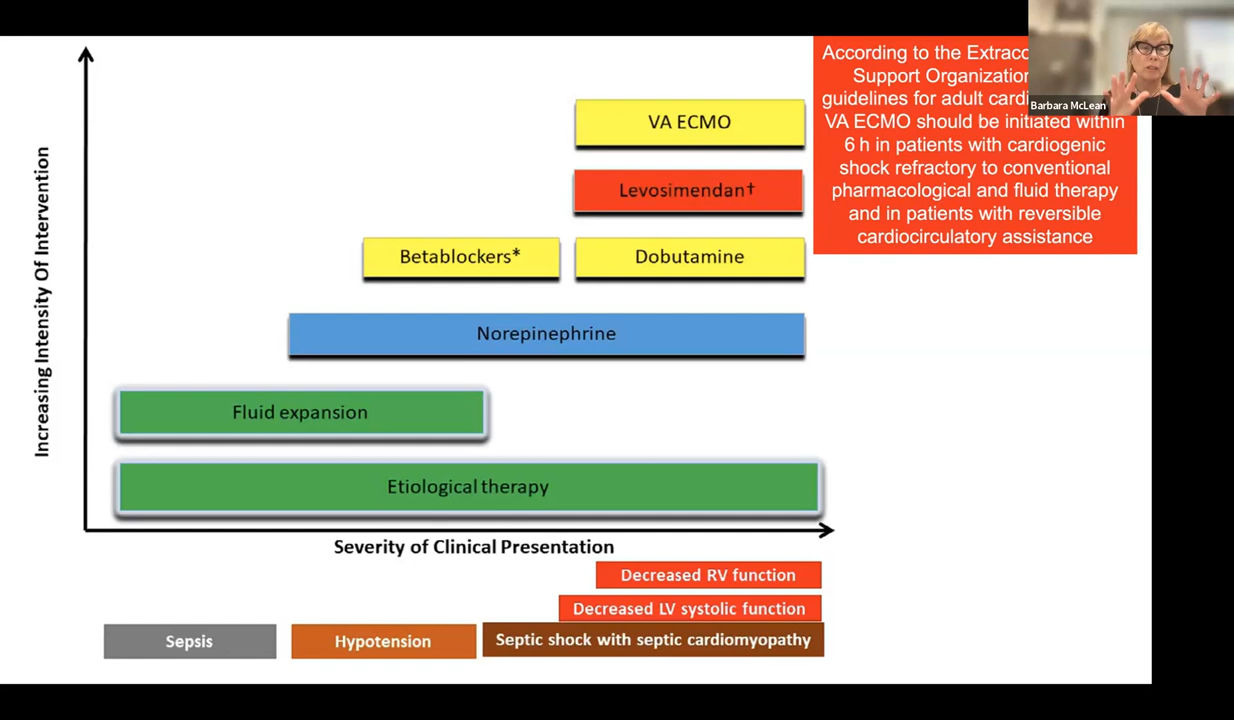 According to the
Support Organization
guidelines for adult
Barbara McLean
VA ECMO should be initiated within
6 h in patients with cardiogenic
shock refractory to conventional
pharmacological and fluid therapy
and in patients with reversible
cardiocirculatory assistance
Increasing Intensity Of Intervention
VA ECMO
Levosimendan†
Betablockers*
Dobutamine
Norepinephrine
Fluid expansion
Etiological therapy
Severity of Clinical Presentation
Decreased RV function
Decreased LV systolic function
Sepsis
Hypotension
Septic shock with septic cardiomyopathy